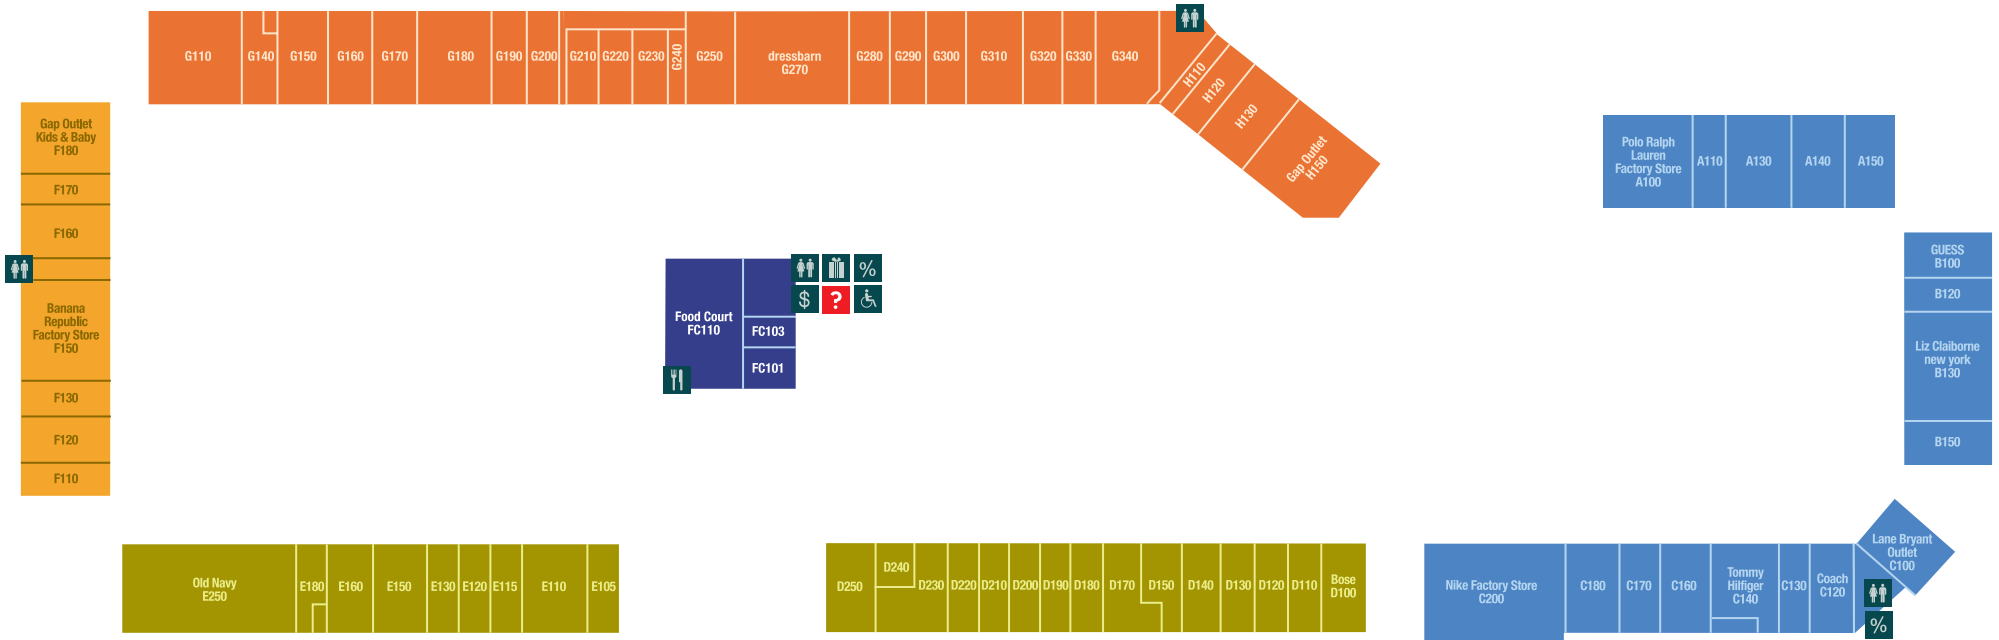 G110
G140
G150
G160
G170
G180
G190
G200
G210
G220
G230
G240
G250
dressbarn
G270
G280
G290
G300
G310
G320
G330
G340
H110
H120
H130
Gap Outlet
H150
Gap Outlet
Kids & Baby
F180
F170
F160
Banana
Republic
Factory Store
F150
F130
F120
F110
Food Court
FC110
FC103
FC101
%
$
?
Polo Ralph
Lauren
Factory Store
A100
A110
A130
A140
A150
GUESS
B100
B120
Liz Claiborne
new york
B130
B150
Old Navy
E250
E180
E160
E150
E130
E120
E115
E110
E105
D250
D240
D230
D220
D210
D200
D190
D180
D170
D150
D140
D130
D120
D110
Bose
D100
Nike Factory Store
C200
C180
C170
C160
Tommy
Hilfiger
C140
C130
Coach
C120
Lane Bryant
Outlet
C100
%